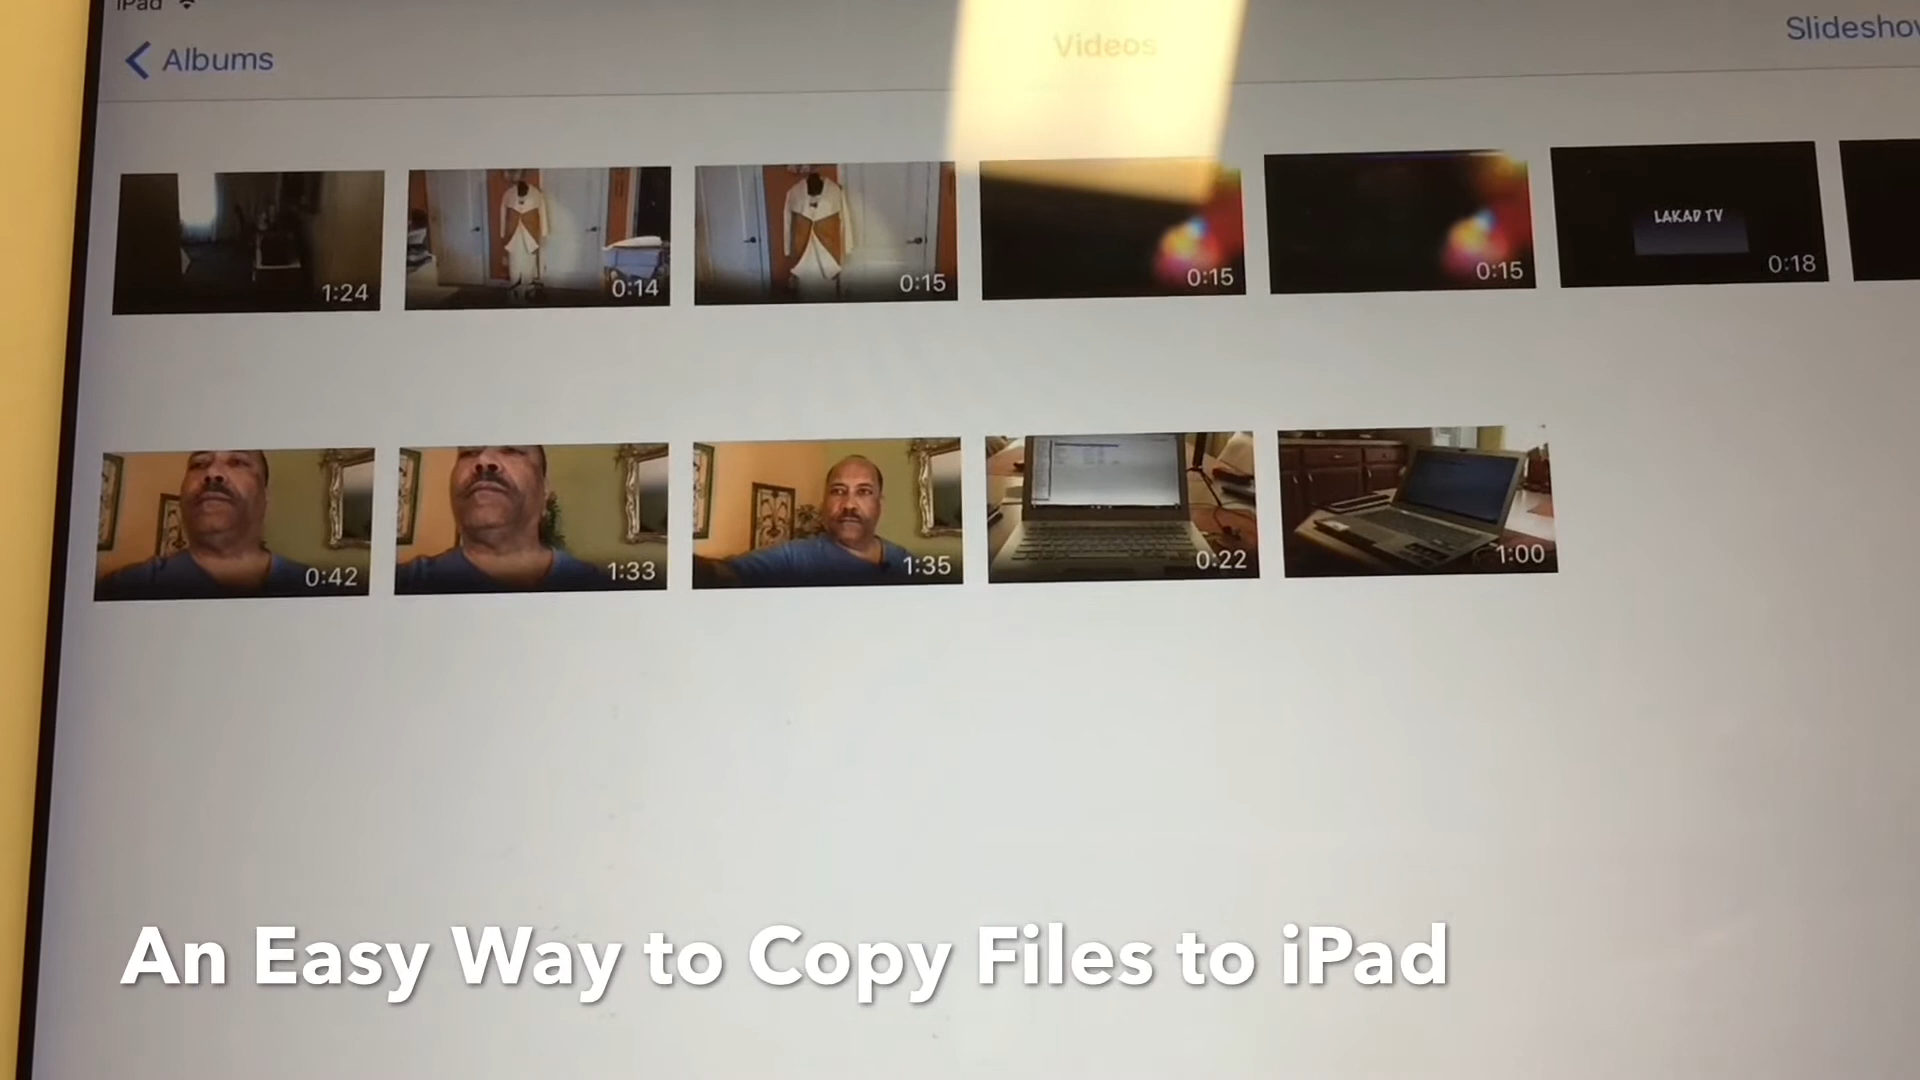 iPad
Albums
Videos
1:24
0:14
0:15
0:15
0:15
LAKAD TV
0:18
0:42
1:33
1:35
0:22
1:00
An Easy Way to Copy Files to iPad